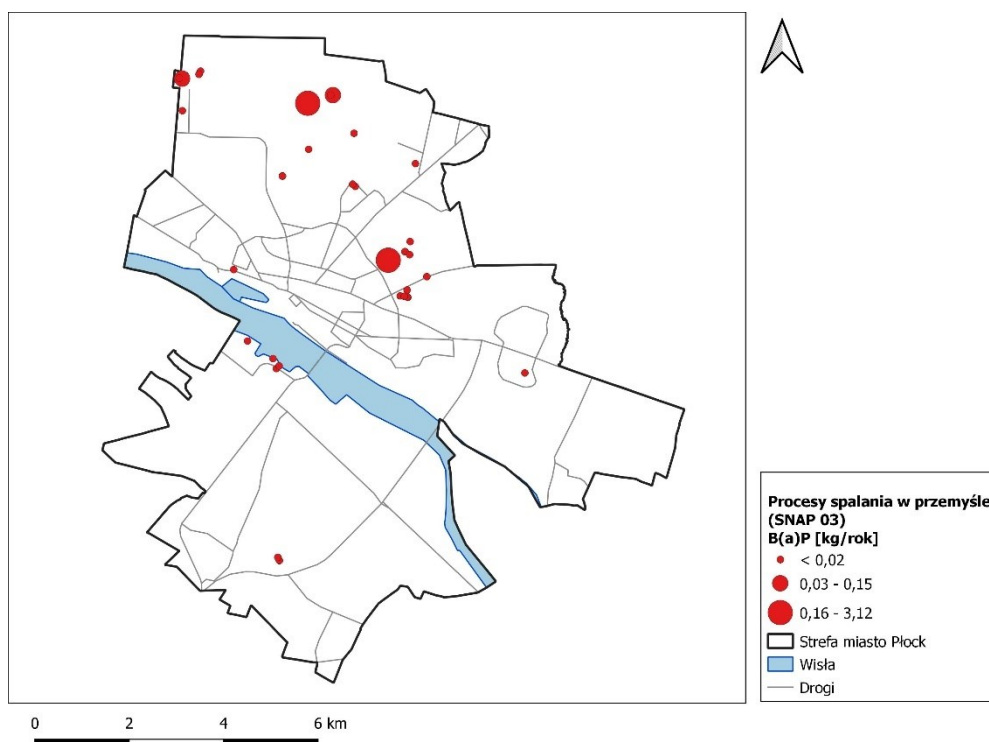 Procesy spalania w przemyśle
(SNAP 03)
B(a)P [kg/rok]
< 0,02
0,03 - 0,15
0,16 - 3,12
Strefa miasto Płock
Wisła
Drogi
0 2 4 6 km